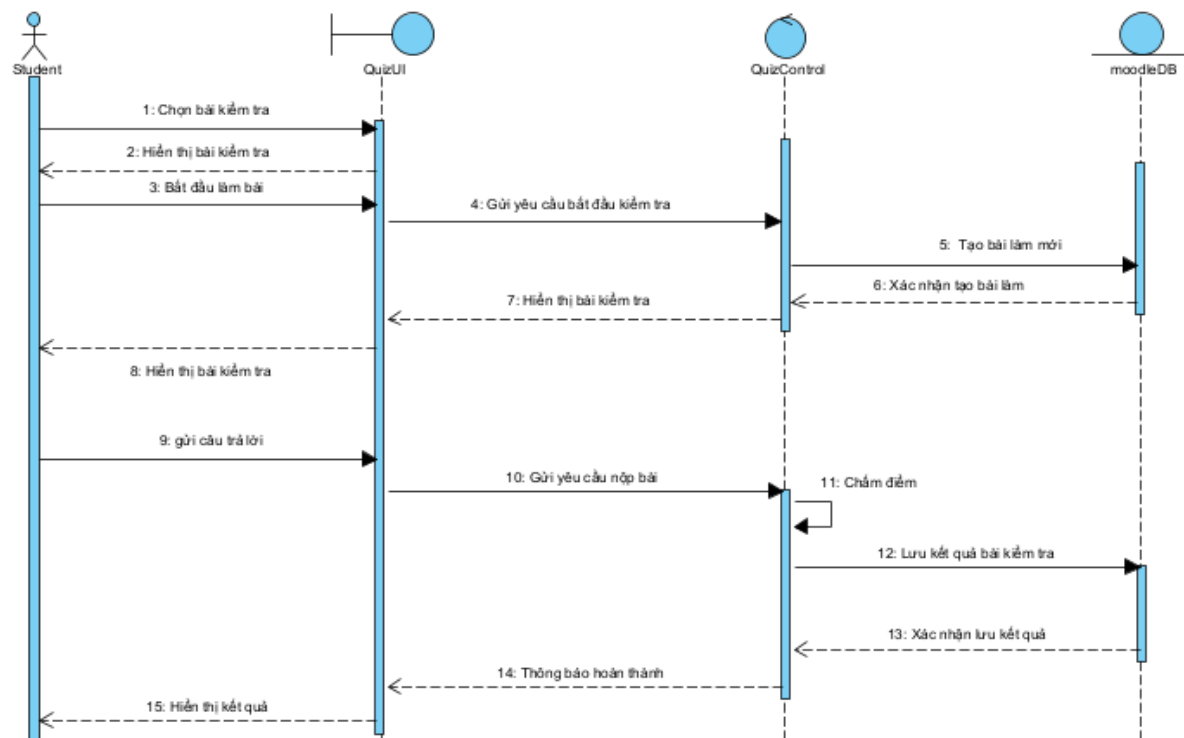 Student
QuizUI
QuizControl
moodleDB
1: Chọn bài kiểm tra
2: Hiển thị bài kiểm tra
3: Bắt đầu làm bài
4: Gửi yêu cầu bắt đầu kiểm tra
5: Tạo bài làm mới
6: Xác nhận tạo bài làm
7: Hiển thị bài kiểm tra
8: Hiển thị bài kiểm tra
9: gửi câu trả lời
10: Gửi yêu cầu nộp bài
11: Chấm điểm
12: Lưu kết quả bài kiểm tra
13: Xác nhận lưu kết quả
14: Thông báo hoàn thành
15: Hiển thị kết quả